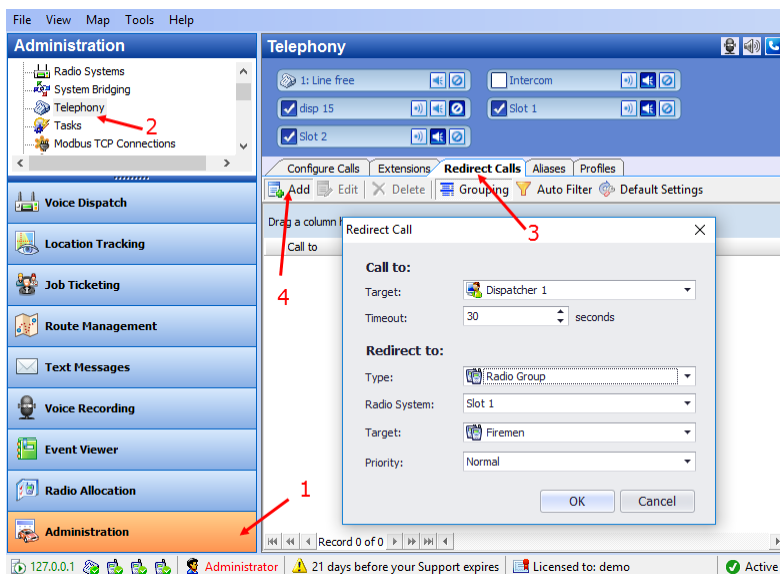 File View Map Tools Help
Administration
Radio Systems
System Bridging
Telephony
Tasks
Modbus TCP Connections
2
Voice Dispatch
Location Tracking
Job Ticketing
Route Management
Text Messages
Voice Recording
Event Viewer
Radio Allocation
Administration
1
Telephony
1: Line free
Intercom
disp 15
Slot 1
Slot 2
Configure Calls Extensions Redirect Calls Aliases Profiles
Add Edit Delete Grouping Auto Filter Default Settings
3
Drag a column
Call to
4
Redirect Call
Call to:
Target: Dispatcher 1
Timeout: 30 seconds
Redirect to:
Type: Radio Group
Radio System: Slot 1
Target: Firemen
Priority: Normal
OK Cancel
Record 0 of 0
127.0.0.1 Administrator 21 days before your Support expires Licensed to: demo Active